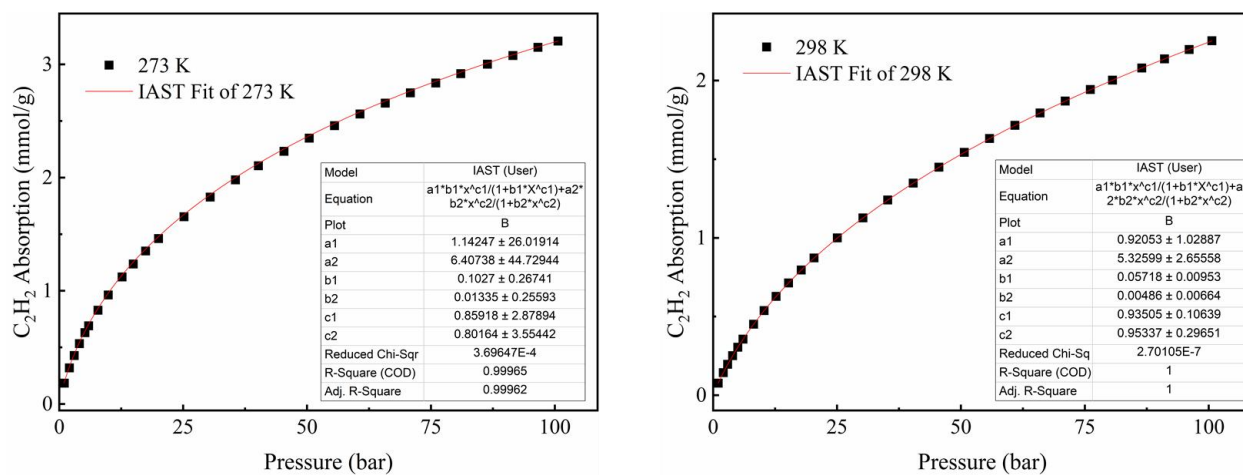 273 K
IAST Fit of 273 K
C₂H₂ Absorption (mmol/g)
3
2
1
0
0 25 50 75 100
Pressure (bar)
Model IAST (User)
Equation a1*b1*x^c1/(1+b1*X^c1)+a2*
b2*x^c2/(1+b2*x^c2)
Plot B
a1 1.14247 ± 26.01914
a2 6.40738 ± 44.72944
b1 0.1027 ± 0.26741
b2 0.01335 ± 0.25593
c1 0.85918 ± 2.87894
c2 0.80164 ± 3.55442
Reduced Chi-Sqr 3.69647E-4
R-Square (COD) 0.99965
Adj. R-Square 0.99962
298 K
IAST Fit of 298 K
C₂H₂ Absorption (mmol/g)
2
1
0
0 25 50 75 100
Pressure (bar)
Model IAST (User)
Equation a1*b1*x^c1/(1+b1*X^c1)+a
2*b2*x^c2/(1+b2*x^c2)
Plot B
a1 0.92053 ± 1.02887
a2 5.32599 ± 2.65558
b1 0.05718 ± 0.00953
b2 0.00486 ± 0.00664
c1 0.93505 ± 0.10639
c2 0.95337 ± 0.29651
Reduced Chi-Sq 2.70105E-7
R-Square (COD) 1
Adj. R-Square 1